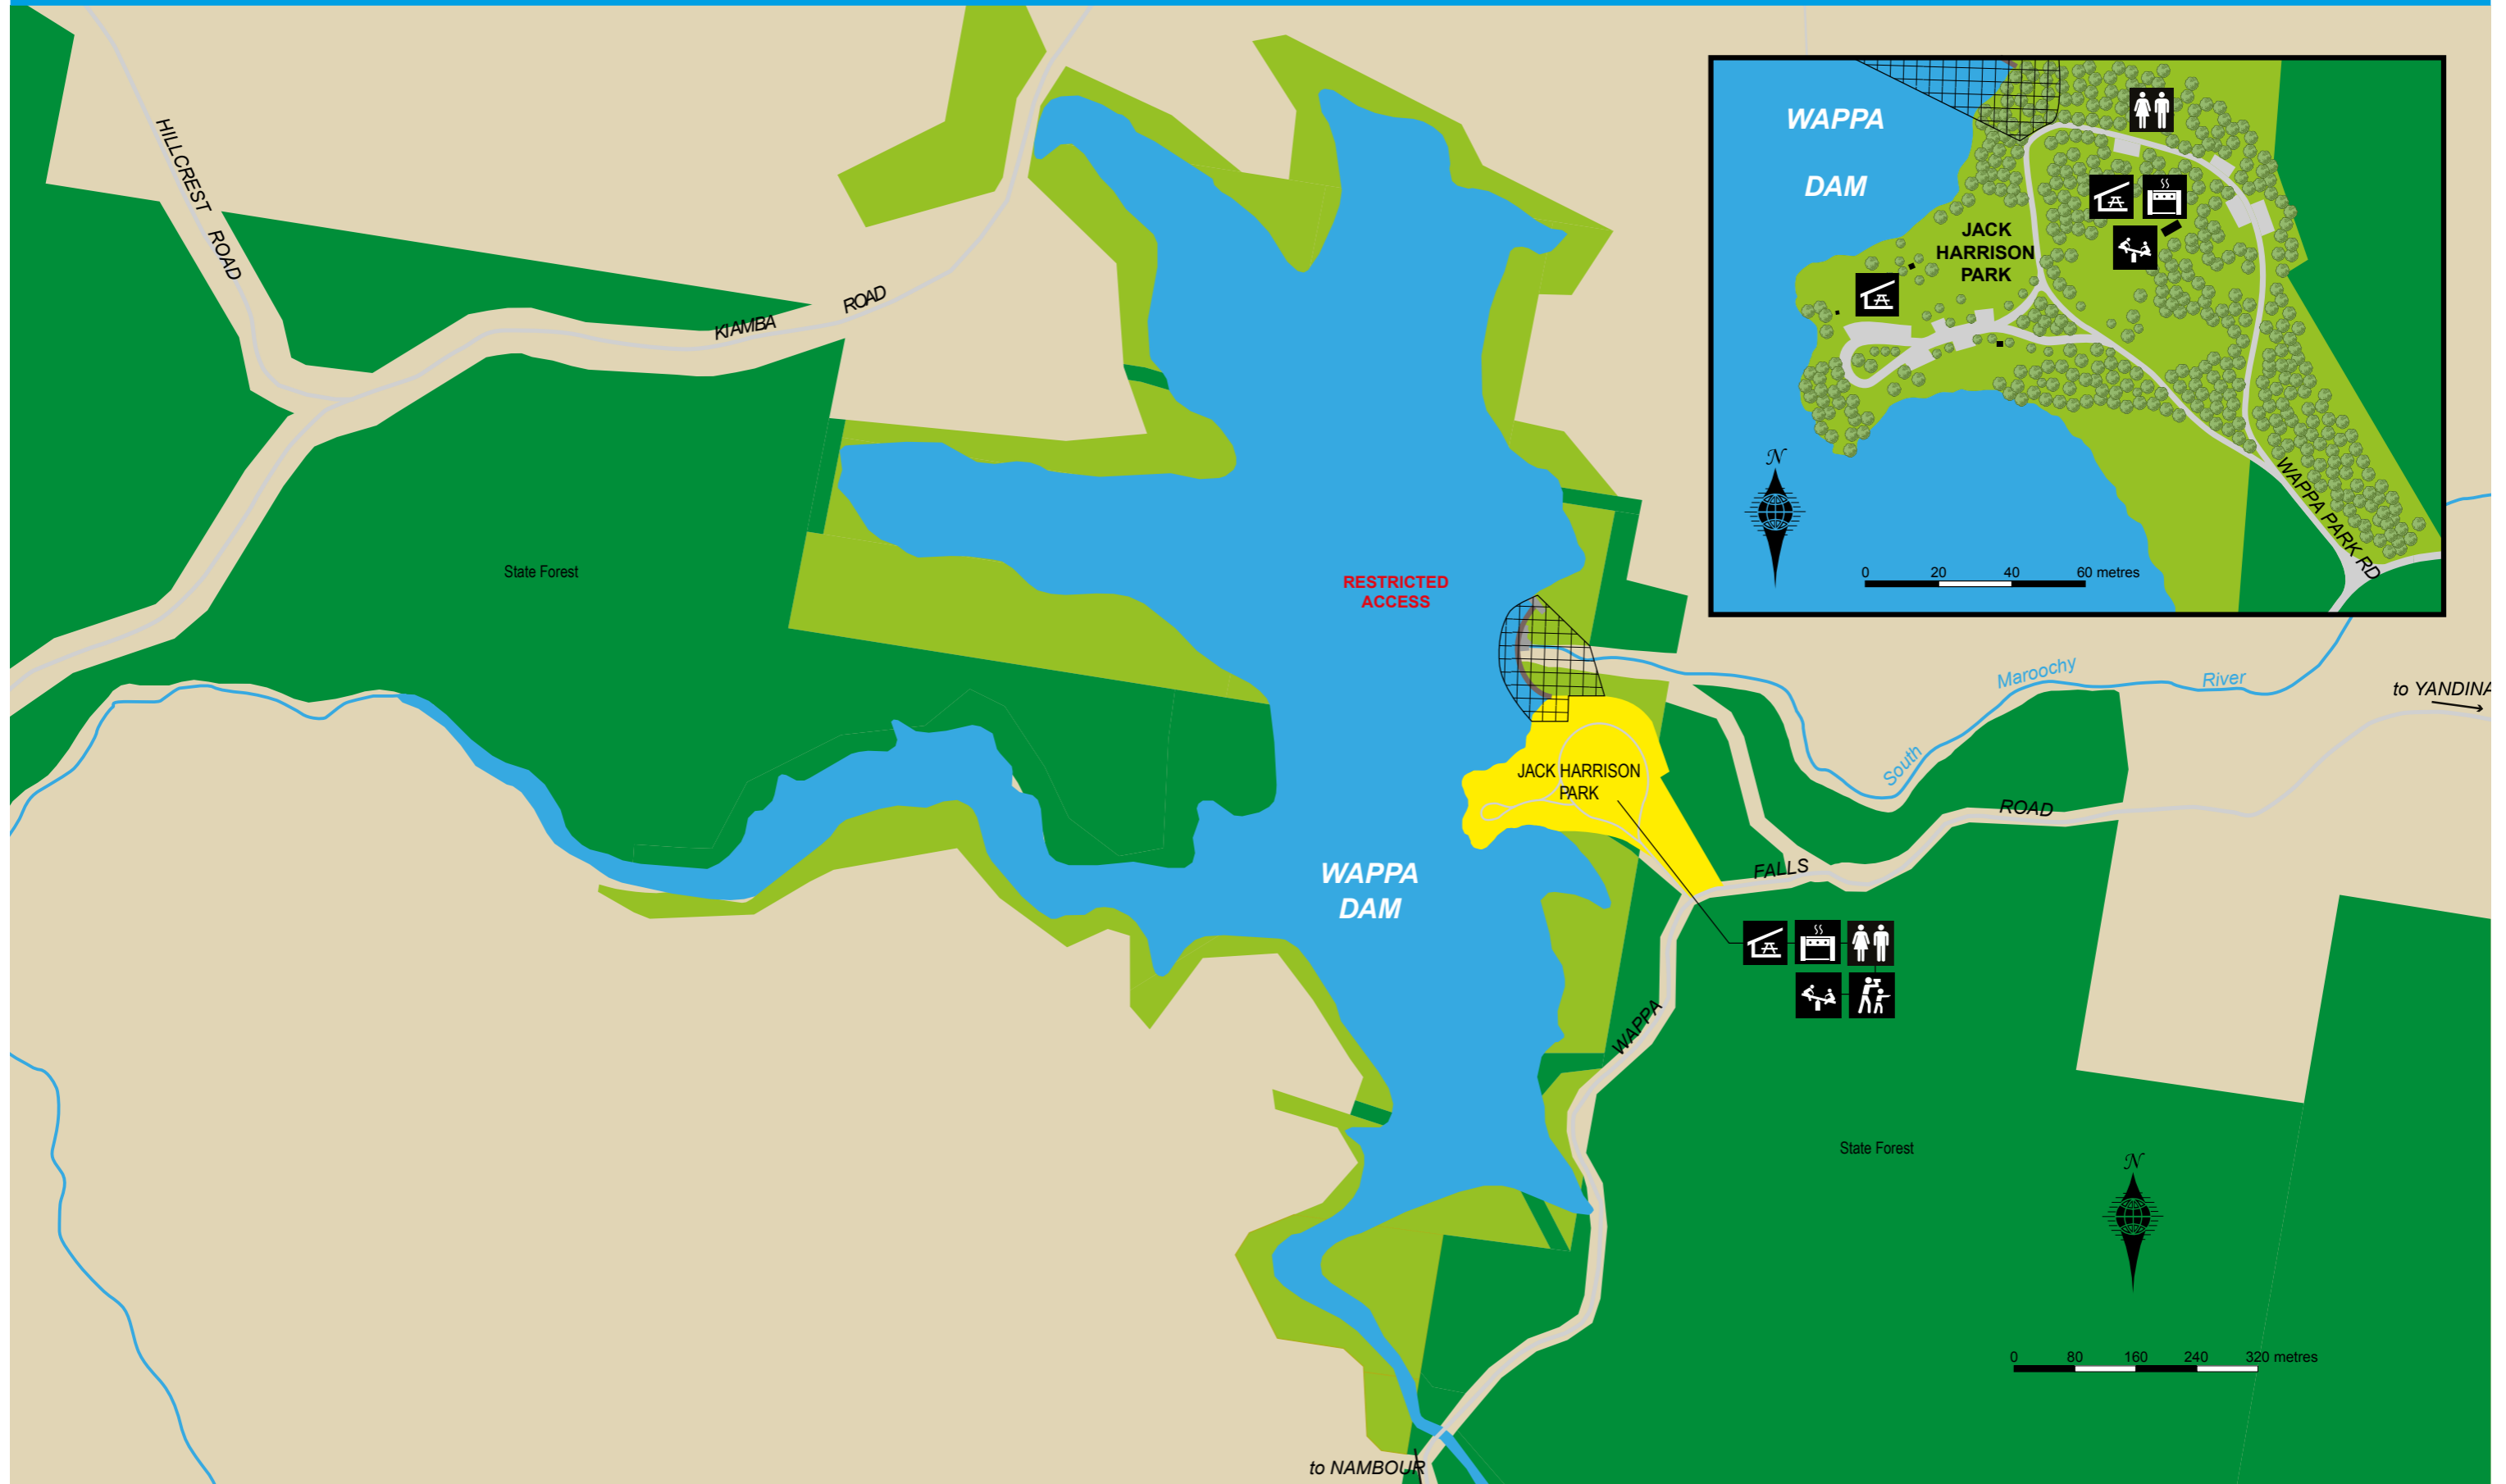 HILLCREST ROAD
KIAMBA ROAD
State Forest
RESTRICTED
ACCESS
WAPPA
DAM
JACK HARRISON
PARK
South Maroochy River
to YANDINA
WAPPA FALLS ROAD
State Forest
N
0 80 160 240 320 metres
to NAMBOUR
WAPPA
DAM
JACK
HARRISON
PARK
N
0 20 40 60 metres
WAPPA PARK RD